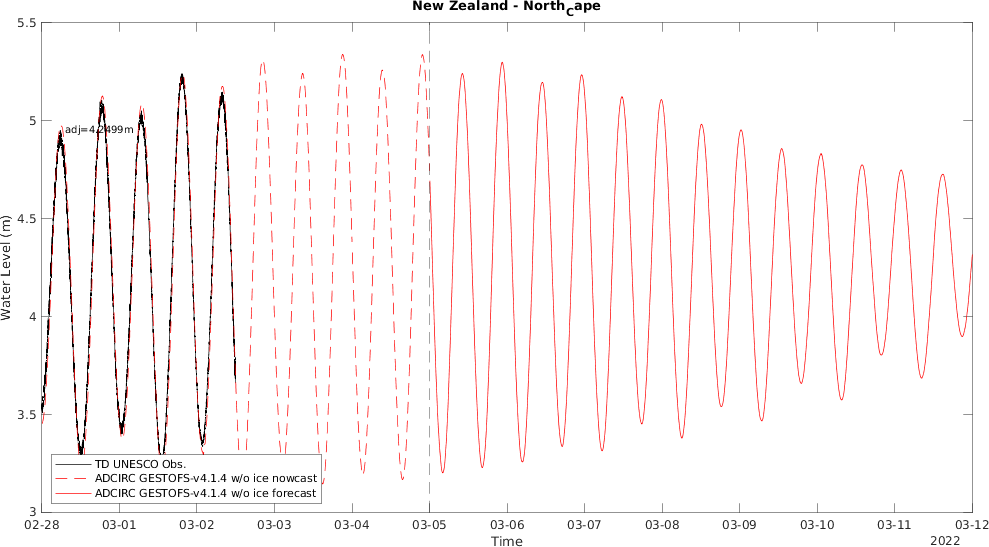 New Zealand - NorthCape
5.5
5
4.5
4
3.5
3
Water Level (m)
adj=4.2499m
TD UNESCO Obs.
ADCIRC GESTOFS-v4.1.4 w/o ice nowcast
ADCIRC GESTOFS-v4.1.4 w/o ice forecast
02-28 03-01 03-02 03-03 03-04 03-05 03-06 03-07 03-08 03-09 03-10 03-11 03-12
Time
2022